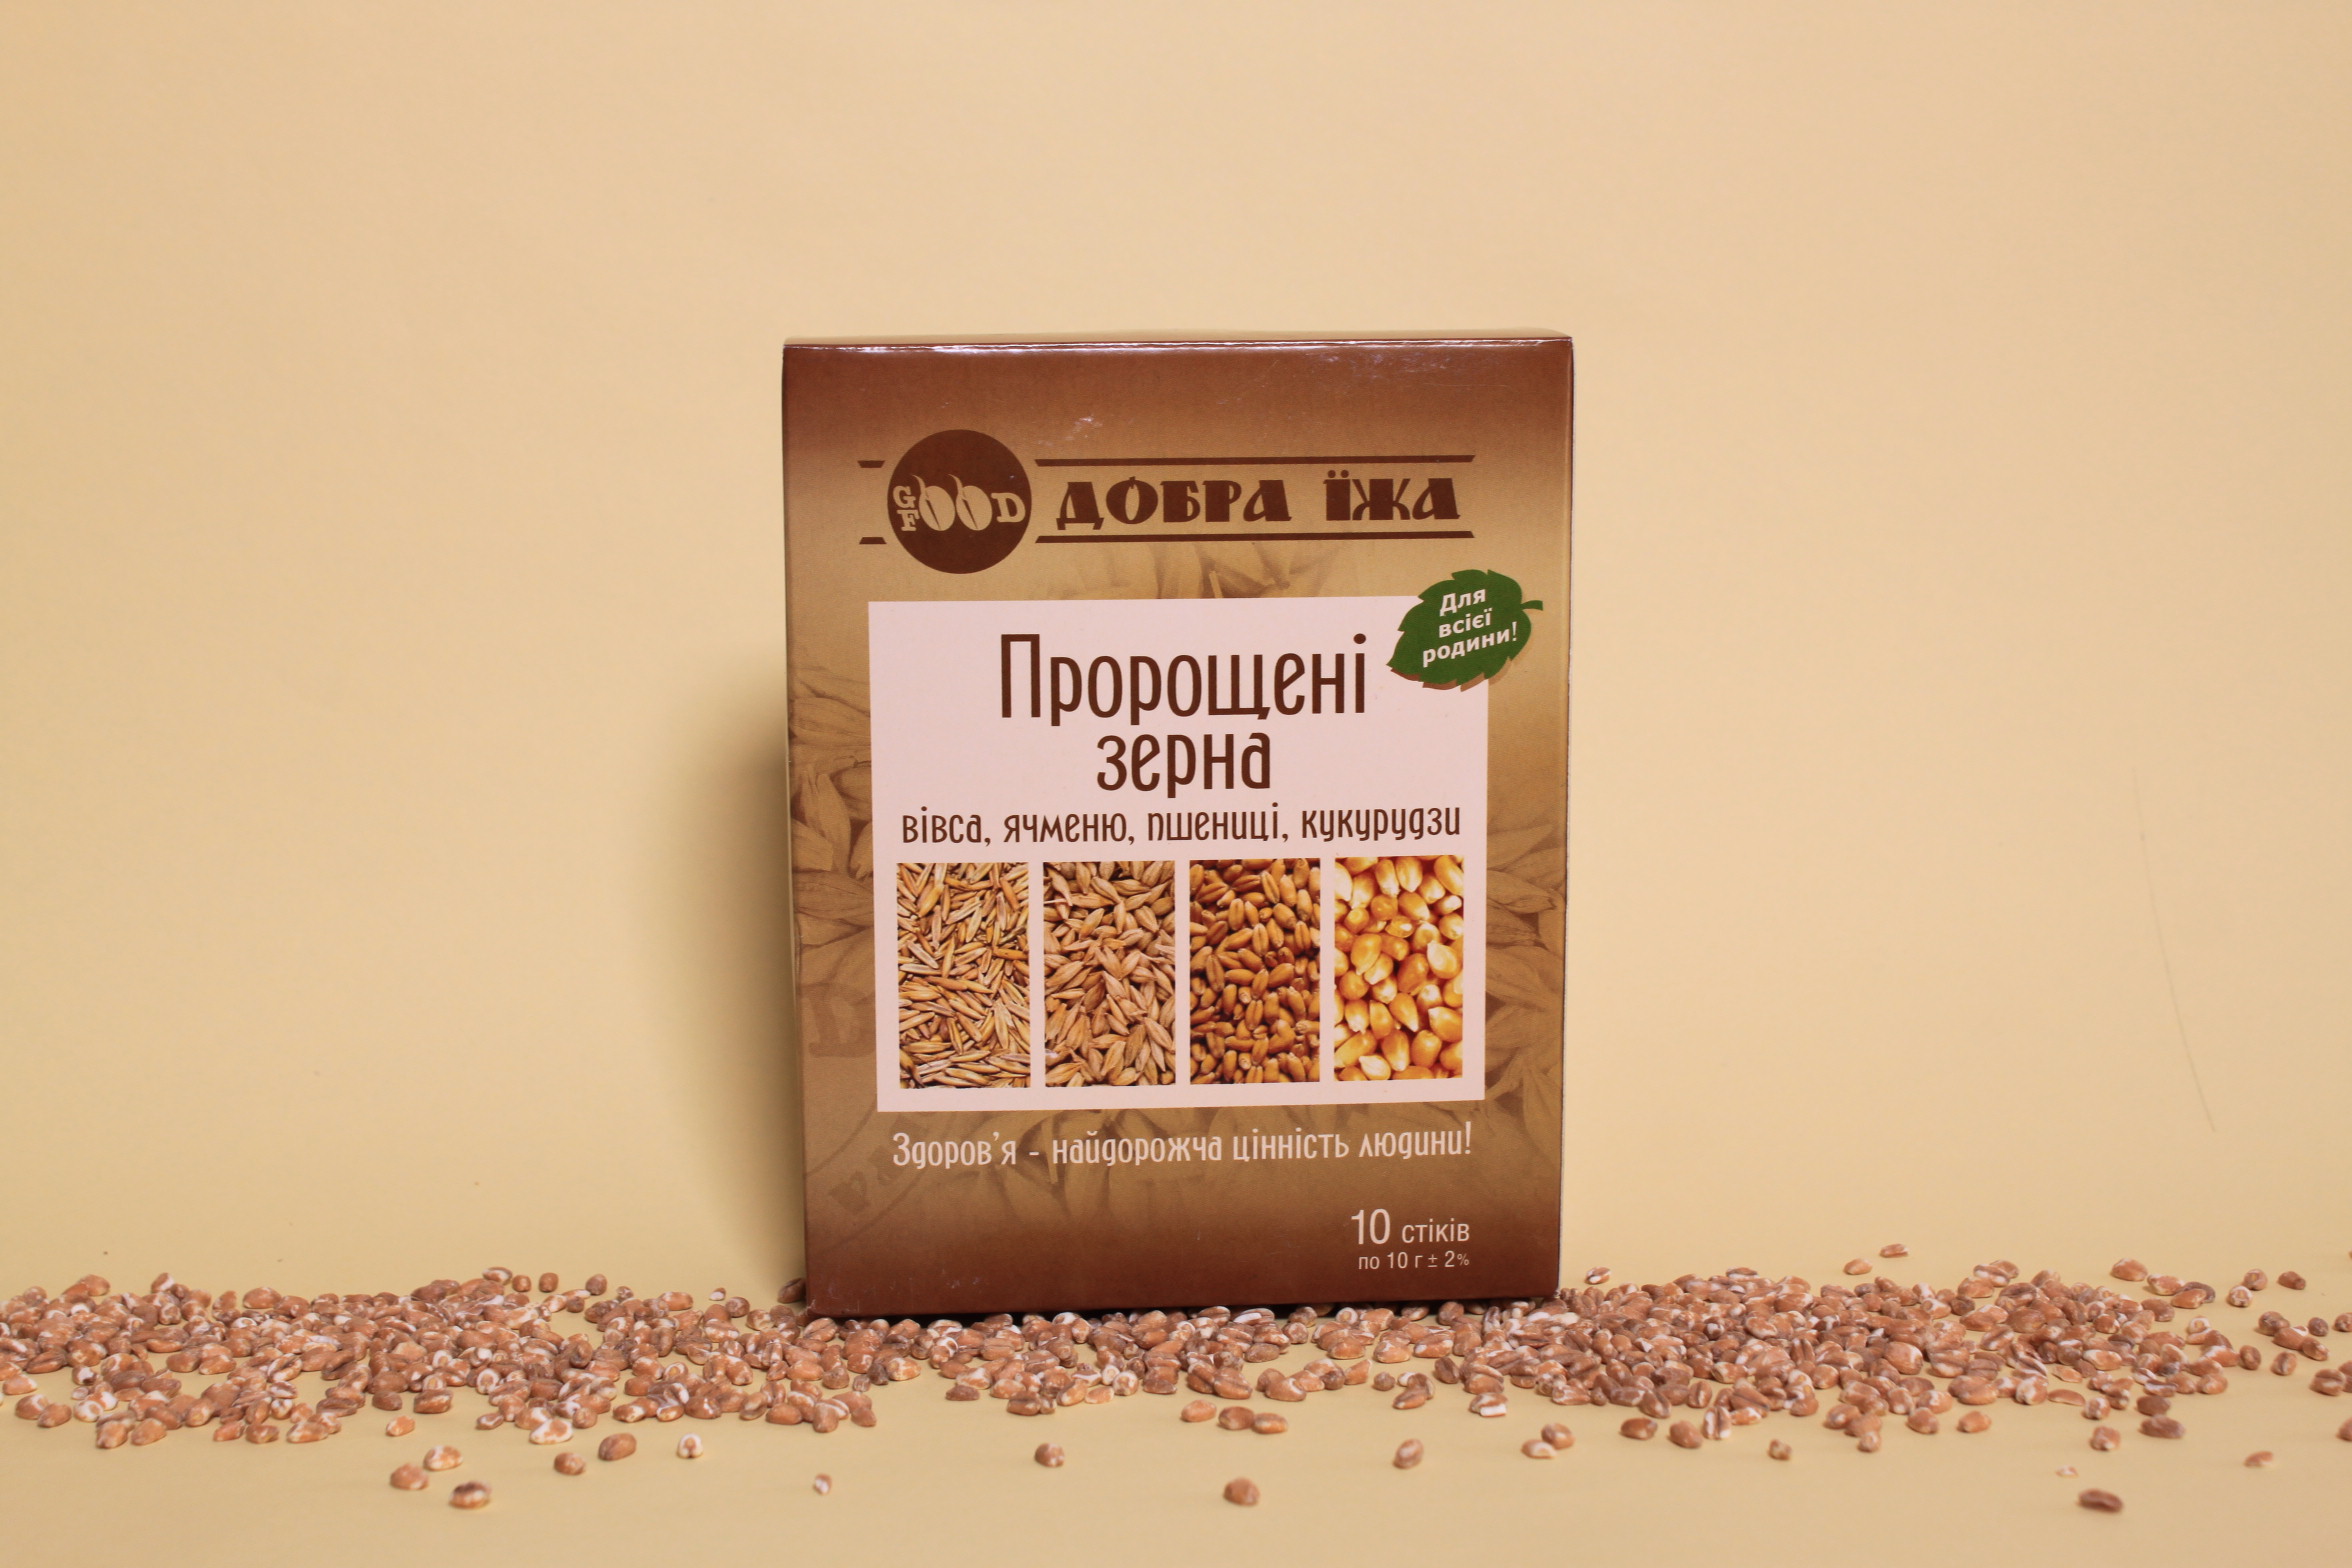 GOOD
FOOD
ДОБРА ЇЖА
Для
всієї
родини!
Пророщені
зерна
вівса, ячменю, пшениці, кукурудзи
Здоров'я - найдорожча цінність людини!
10 стіків
по 10 г ± 2%